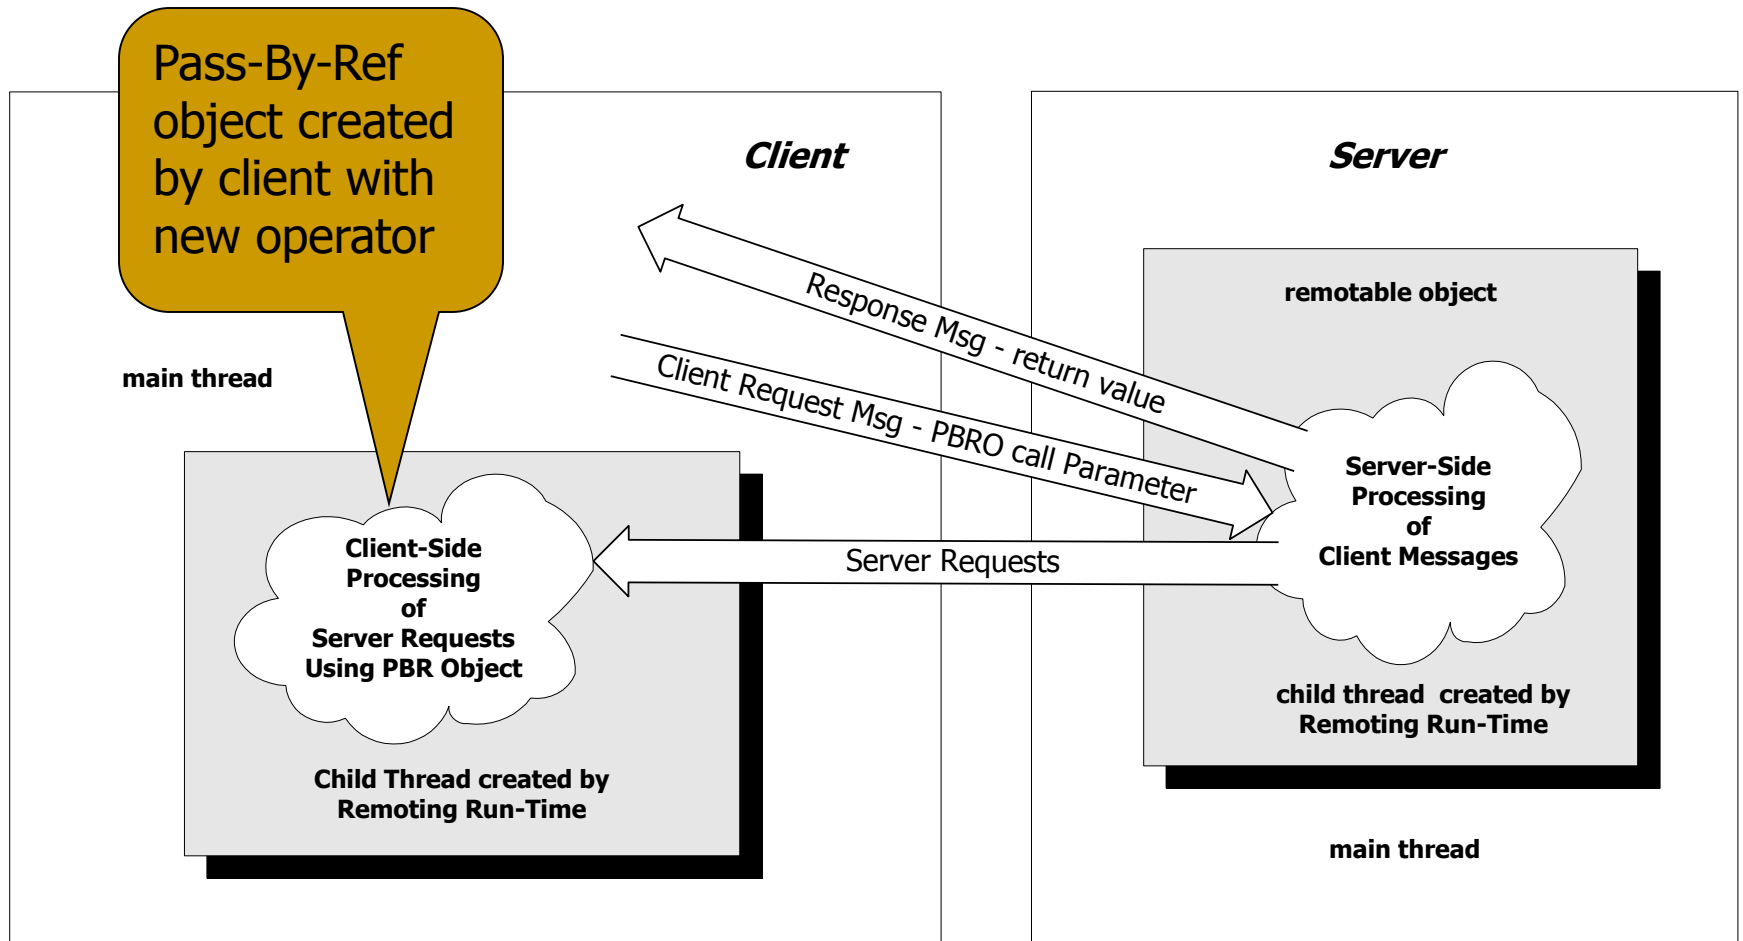 Pass-By-Ref
object created
by client with
new operator
Client
main thread
Response Msg - return value
Client Request Msg - PBRO call Parameter
Server Requests
Client-Side
Processing
of
Server Requests
Using PBR Object
Child Thread created by
Remoting Run-Time
Server
remotable object
Server-Side
Processing
of
Client Messages
child thread created by
Remoting Run-Time
main thread